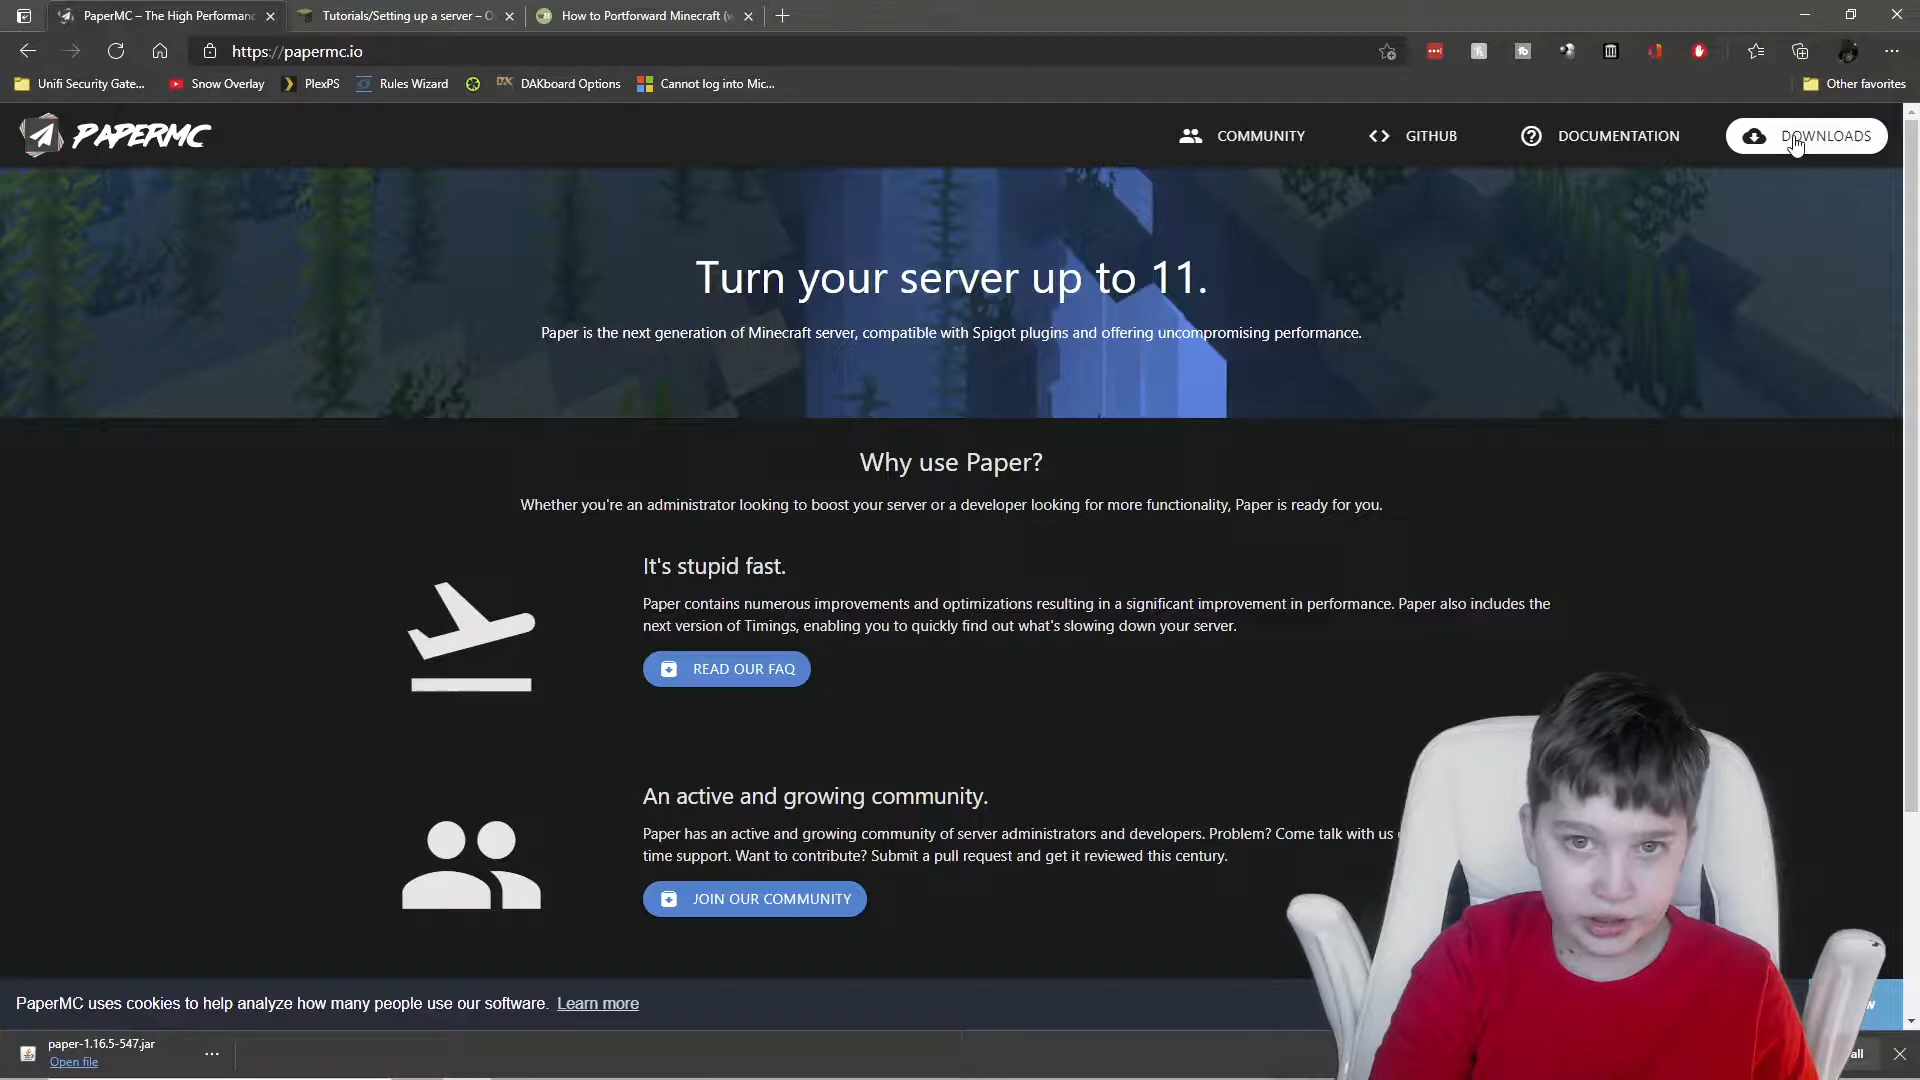 PaperMC – The High Performanc
Tutorials/Setting up a server – O
How to Portforward Minecraft (w
https://papermc.io
Unifi Security Gate...
Snow Overlay
PlexPS
Rules Wizard
DAKboard Options
Cannot log into Mic...
Other favorites
PAPERMC
COMMUNITY
GITHUB
DOCUMENTATION
DOWNLOADS
Turn your server up to 11.
Paper is the next generation of Minecraft server, compatible with Spigot plugins and offering uncompromising performance.
Why use Paper?
Whether you're an administrator looking to boost your server or a developer looking for more functionality, Paper is ready for you.
It's stupid fast.
Paper contains numerous improvements and optimizations resulting in a significant improvement in performance. Paper also includes the
next version of Timings, enabling you to quickly find out what's slowing down your server.
READ OUR FAQ
An active and growing community.
Paper has an active and growing community of server administrators and developers. Problem? Come talk with us
time support. Want to contribute? Submit a pull request and get it reviewed this century.
JOIN OUR COMMUNITY
PaperMC uses cookies to help analyze how many people use our software. Learn more
paper-1.16.5-547.jar
Open file
all